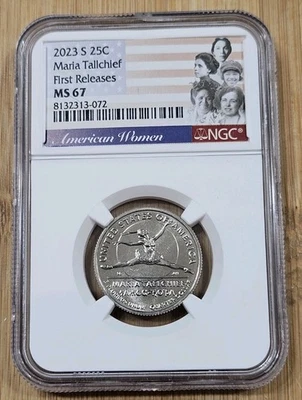 2023 S 25C
Maria Tallchief
First Releases
MS 67
8132313-072
American Women
NGC
UNITED STATES OF AMERICA
MARIA TALLCHIEF
QUARTER